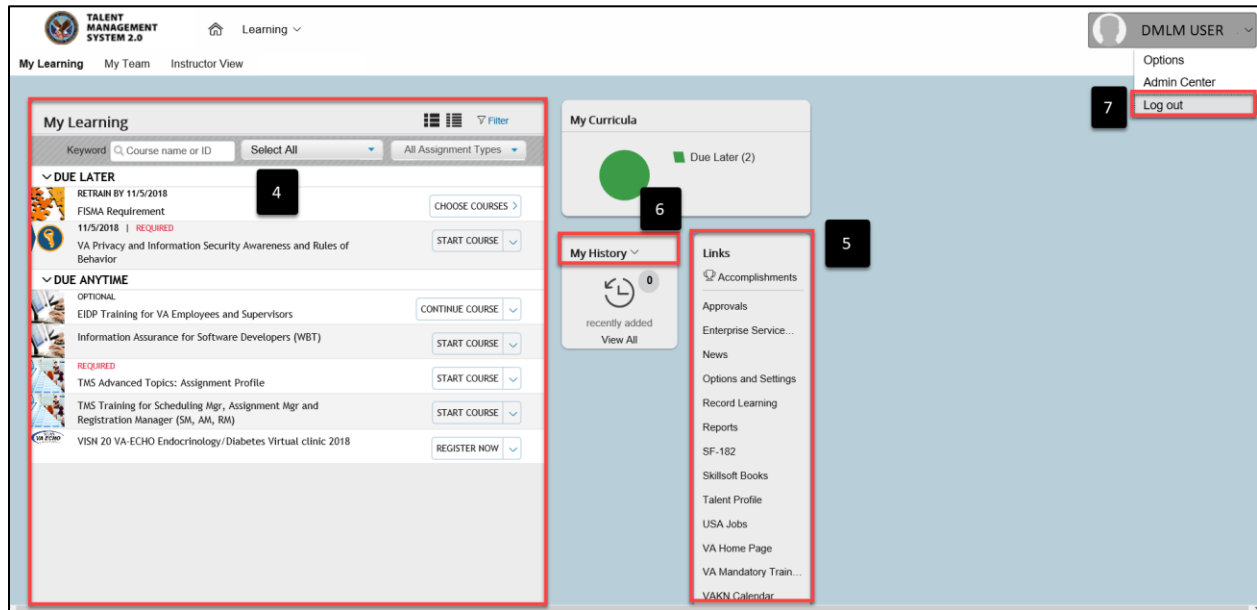 TALENT
MANAGEMENT
SYSTEM 2.0
Learning
DMLM USER
My Learning My Team Instructor View
Options
Admin Center
7 Log out
My Learning
Filter
Keyword Course name or ID Select All All Assignment Types
DUE LATER
4
RETRAIN BY 11/5/2018
FISMA Requirement
CHOOSE COURSES >
11/5/2018 | REQUIRED
VA Privacy and Information Security Awareness and Rules of
Behavior
START COURSE
DUE ANYTIME
OPTIONAL
EIDP Training for VA Employees and Supervisors
CONTINUE COURSE
Information Assurance for Software Developers (WBT)
START COURSE
REQUIRED
TMS Advanced Topics: Assignment Profile
START COURSE
TMS Training for Scheduling Mgr, Assignment Mgr and
Registration Manager (SM, AM, RM)
START COURSE
VA ECHO
VISN 20 VA-ECHO Endocrinology/Diabetes Virtual clinic 2018
REGISTER NOW
My Curricula
Due Later (2)
6
My History
0
recently added
View All
5
Links
Accomplishments
Approvals
Enterprise Service...
News
Options and Settings
Record Learning
Reports
SF-182
Skillsoft Books
Talent Profile
USA Jobs
VA Home Page
VA Mandatory Train...
VAKN Calendar